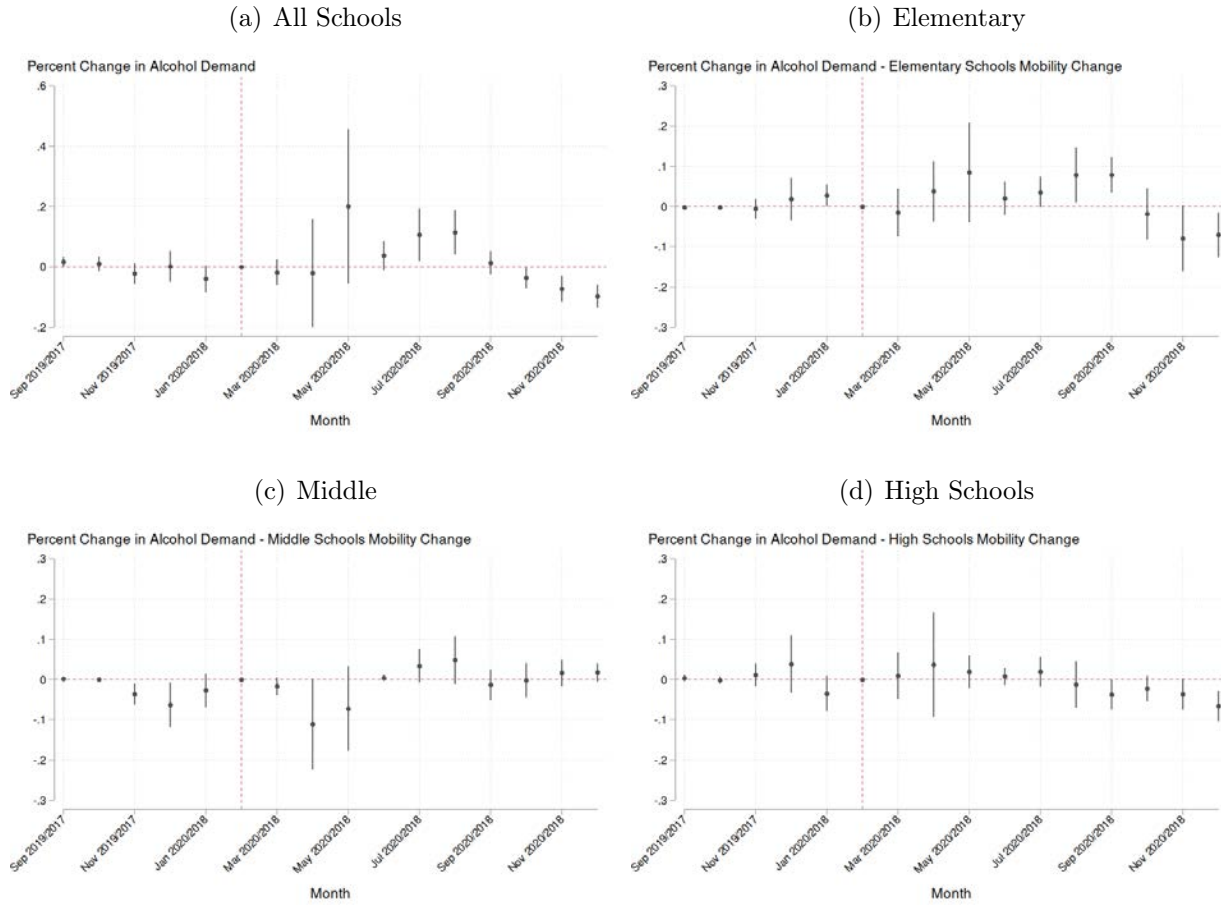 (a) All Schools
Percent Change in Alcohol Demand
.6
.4
.2
0
-.2
Sep 2019/2017
Nov 2019/2017
Jan 2020/2018
Mar 2020/2018
May 2020/2018
Jul 2020/2018
Sep 2020/2018
Nov 2020/2018
Month
(b) Elementary
Percent Change in Alcohol Demand - Elementary Schools Mobility Change
.3
.2
.1
0
-.1
-.2
-.3
Sep 2019/2017
Nov 2019/2017
Jan 2020/2018
Mar 2020/2018
May 2020/2018
Jul 2020/2018
Sep 2020/2018
Nov 2020/2018
Month
(c) Middle
Percent Change in Alcohol Demand - Middle Schools Mobility Change
.3
.2
.1
0
-.1
-.2
-.3
Sep 2019/2017
Nov 2019/2017
Jan 2020/2018
Mar 2020/2018
May 2020/2018
Jul 2020/2018
Sep 2020/2018
Nov 2020/2018
Month
(d) High Schools
Percent Change in Alcohol Demand - High Schools Mobility Change
.3
.2
.1
0
-.1
-.2
-.3
Sep 2019/2017
Nov 2019/2017
Jan 2020/2018
Mar 2020/2018
May 2020/2018
Jul 2020/2018
Sep 2020/2018
Nov 2020/2018
Month